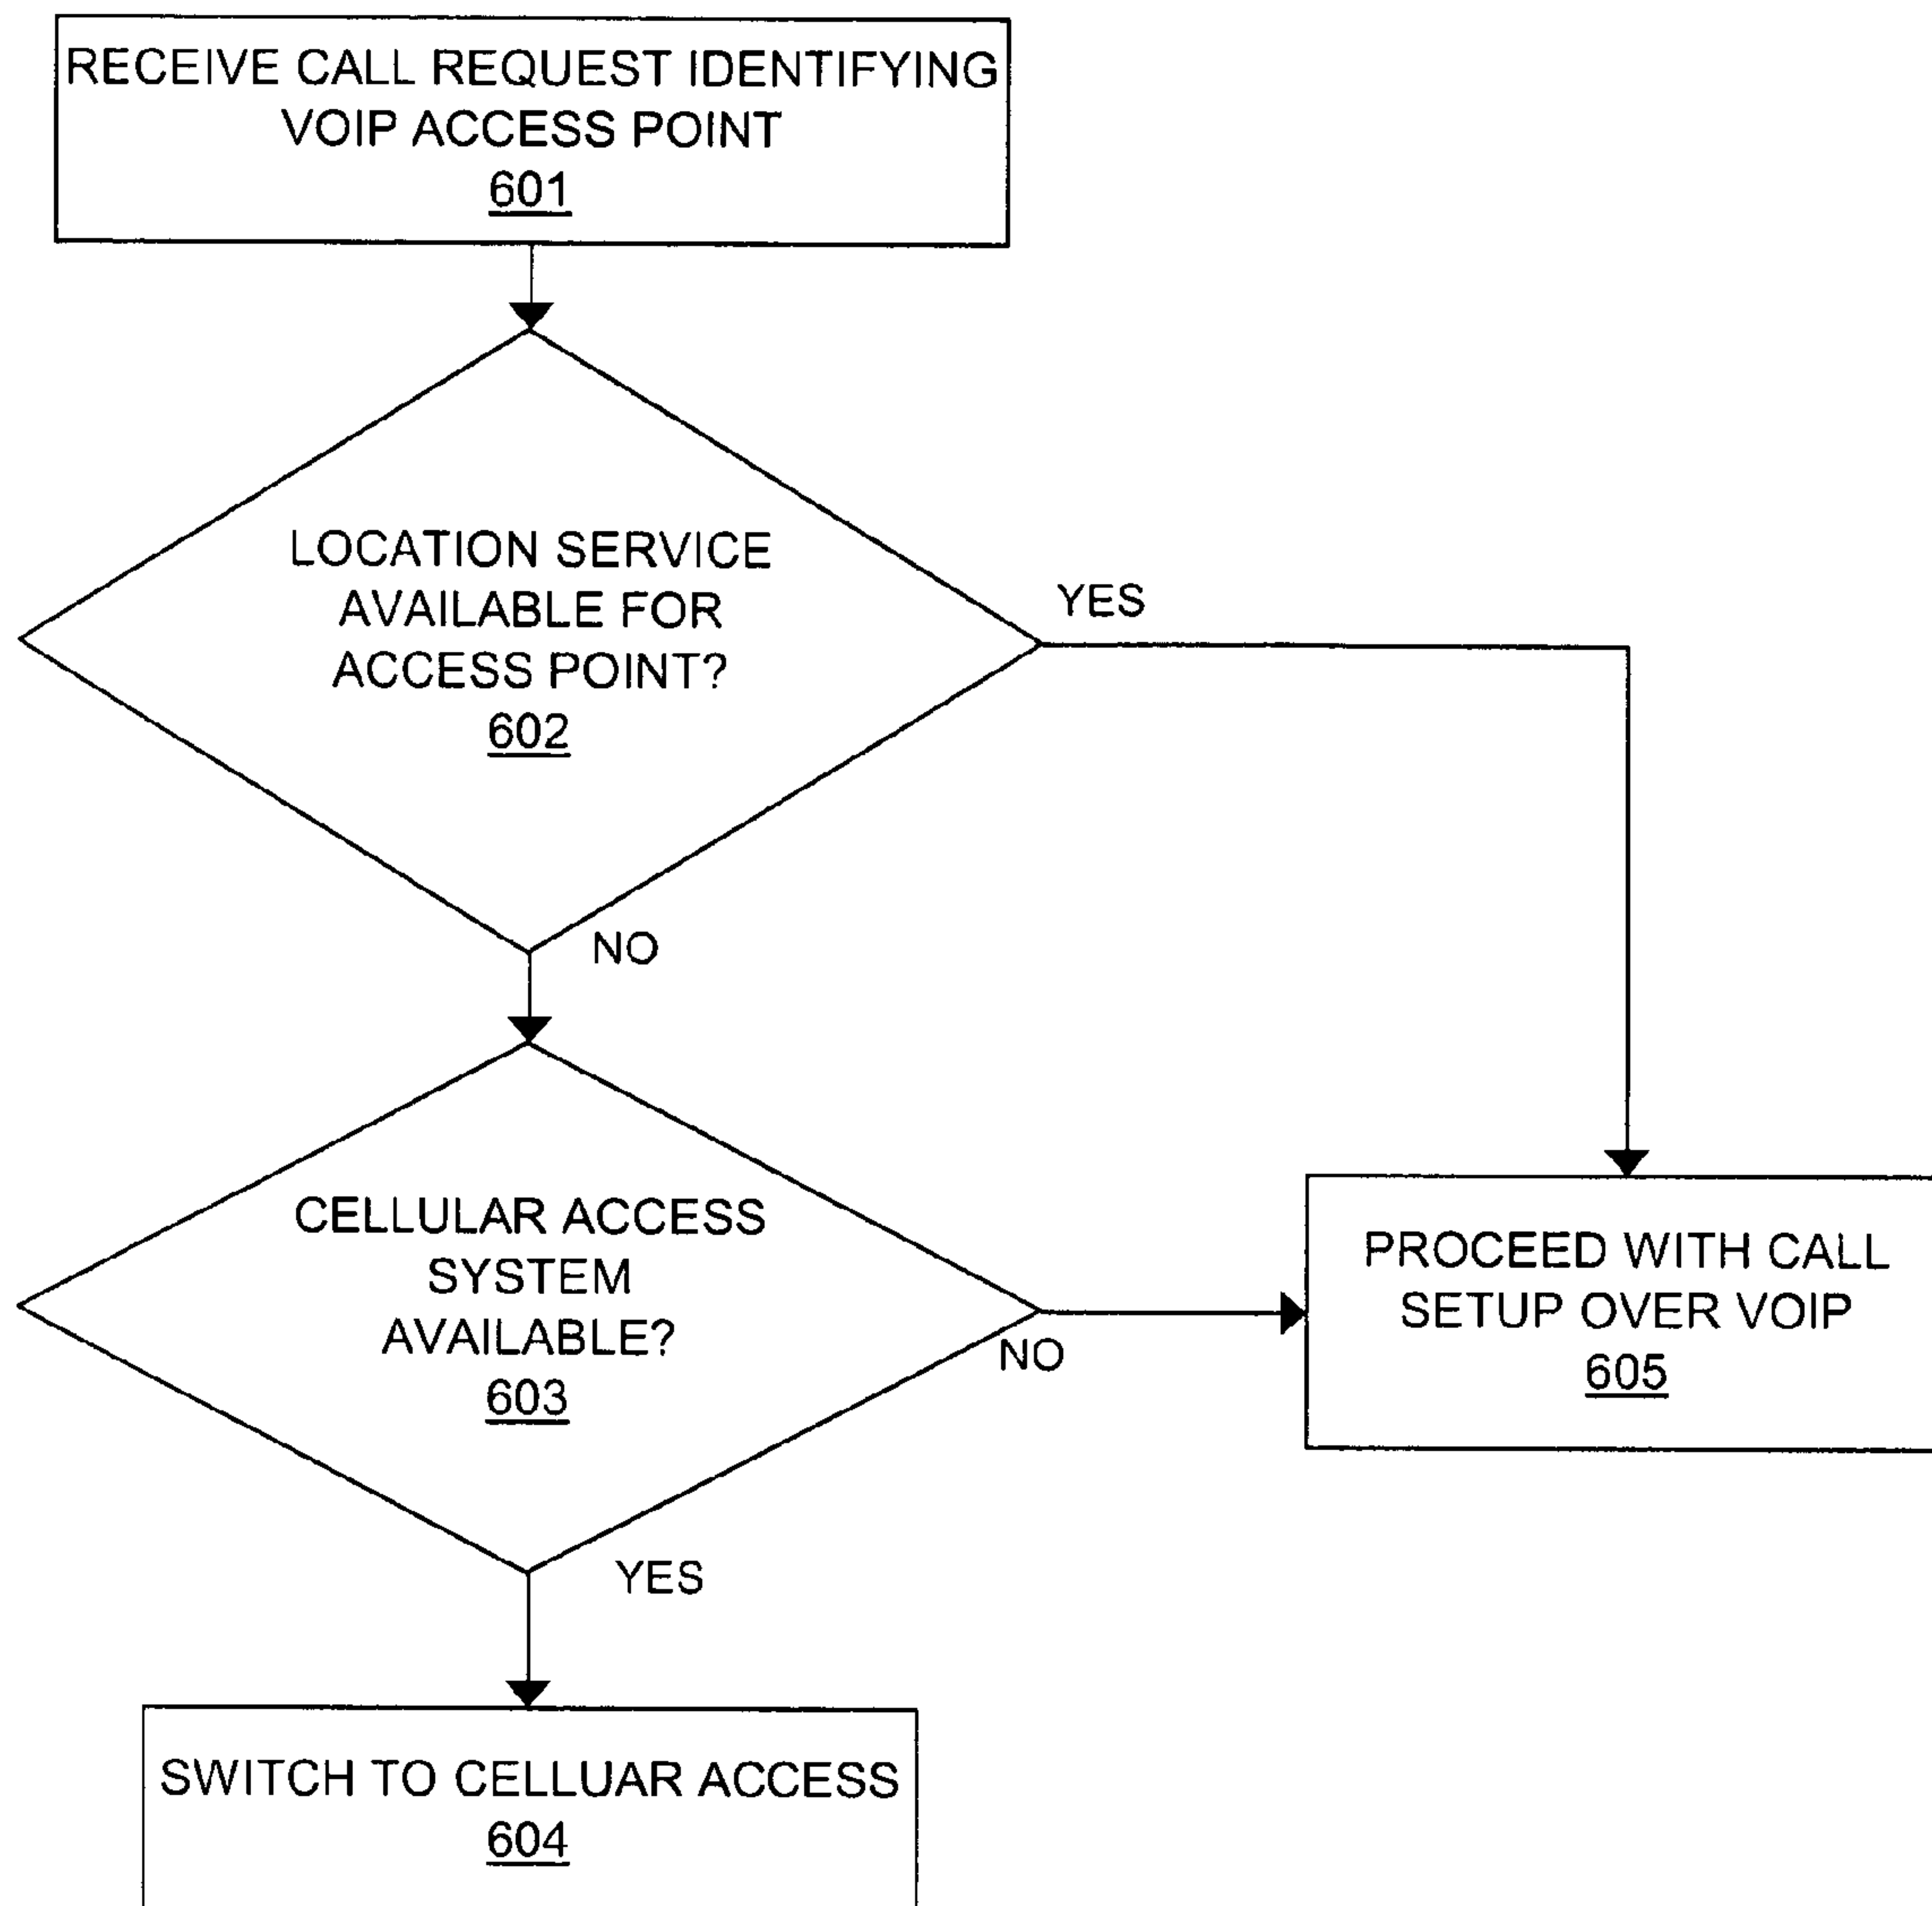 RECEIVE CALL REQUEST IDENTIFYING
VOIP ACCESS POINT
601
LOCATION SERVICE
AVAILABLE FOR
ACCESS POINT?
602
YES
NO
CELLULAR ACCESS
SYSTEM
AVAILABLE?
603
NO
PROCEED WITH CALL
SETUP OVER VOIP
605
YES
SWITCH TO CELLUAR ACCESS
604